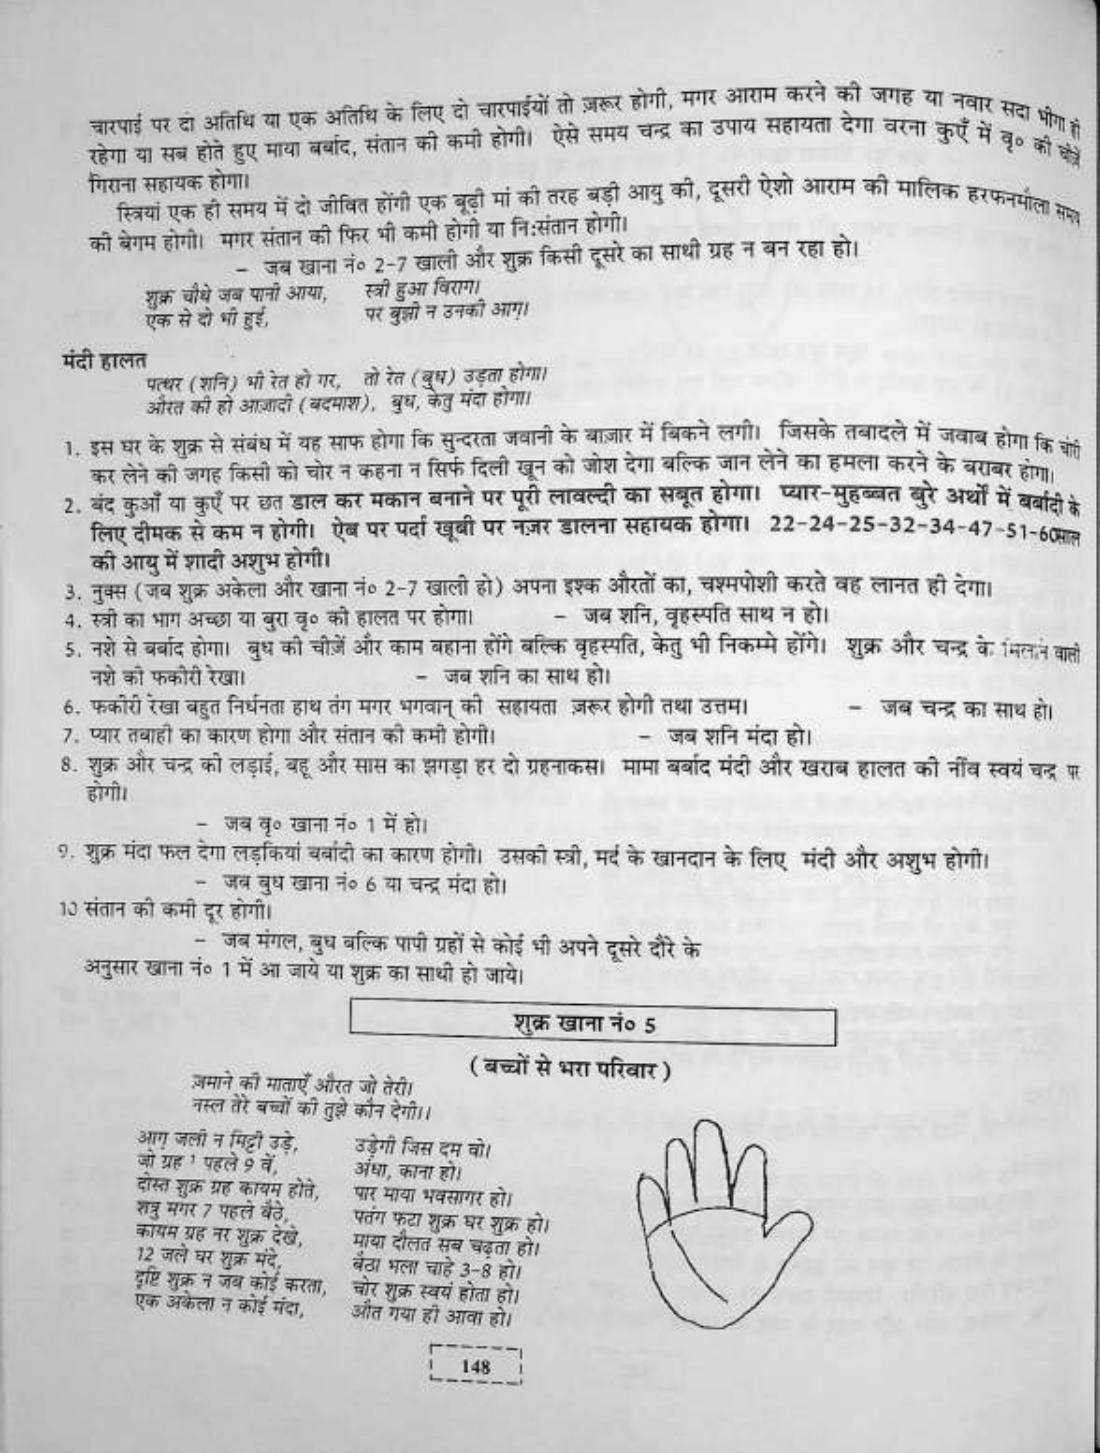 चारपाई पर दो अतिथि या एक अतिथि के लिए दो चारपाईयों तो ज़रूर होगी, मगर आराम करने की जगह या नवार सदा भीगा ही
रहेगा या सब होते हुए माया बर्बाद, संतान की कमी होगी। ऐसे समय चन्द्र का उपाय सहायता देगा वरना कुएँ में वृ० की चीज़ें
गिराना सहायक होगा।
स्त्रियां एक ही समय में दो जीवित होंगी एक बूढ़ी मां की तरह बड़ी आयु की, दूसरी ऐशो आराम की मालिक हरफनमौला समय
की बेगम होगी। मगर संतान की फिर भी कमी होगी या नि:संतान होगी।
– जब खाना नं० 2-7 खाली और शुक्र किसी दूसरे का साथी ग्रह न बन रहा हो।
शुक्र चौथे जब पानी आया, स्त्री हुआ विराग।
एक से दो भी हुई, पर बुझी न उनकी आग।
मंदी हालत
पत्थर (शनि) भी रेत हो गर, तो रेत (बुध) उड़ता होगा।
औरत की हो आज़ादी (बदमाश), बुध, केतु मंदा होगा।
1. इस घर के शुक्र से संबंध में यह साफ होगा कि सुन्दरता जवानी के बाज़ार में बिकने लगी। जिसके तबादले में जवाब होगा कि चोरी
कर लेने की जगह किसी को चोर न कहना न सिर्फ दिली खून को जोश देगा बल्कि जान लेने का हमला करने के बराबर होगा।
2. बंद कुआँ या कुएँ पर छत डाल कर मकान बनाने पर पूरी लावल्दी का सबूत होगा। प्यार-मुहब्बत बुरे अर्थों में बर्बादी के
लिए दीमक से कम न होगी। ऐब पर पर्दा खूबी पर नज़र डालना सहायक होगा। 22-24-25-32-34-47-51-60साल
की आयु में शादी अशुभ होगी।
3. नुक्स (जब शुक्र अकेला और खाना नं० 2-7 खाली हो) अपना इश्क औरतों का, चश्मपोशी करते वह लानत ही देगा।
4. स्त्री का भाग अच्छा या बुरा वृ० की हालत पर होगा। – जब शनि, वृहस्पति साथ न हो।
5. नशे से बर्बाद होगा। बुध की चीज़ें और काम बहाना होंगे बल्कि वृहस्पति, केतु भी निकम्मे होंगे। शुक्र और चन्द्र के मिलाने वाली
नशे की फकीरी रेखा। – जब शनि का साथ हो।
6. फकीरी रेखा बहुत निर्धनता हाथ तंग मगर भगवान् की सहायता ज़रूर होगी तथा उत्तम। – जब चन्द्र का साथ हो।
7. प्यार तबाही का कारण होगा और संतान की कमी होगी। – जब शनि मंदा हो।
8. शुक्र और चन्द्र की लड़ाई, बहू और सास का झगड़ा हर दो ग्रहनाकस। मामा बर्बाद मंदी और खराब हालत की नींव स्वयं चन्द्र पर
होगी।
– जब वृ० खाना नं० 1 में हो।
9. शुक्र मंदा फल देगा लड़कियां बर्बादी का कारण होगी। उसकी स्त्री, मर्द के खानदान के लिए मंदी और अशुभ होगी।
– जब बुध खाना नं० 6 या चन्द्र मंदा हो।
10 संतान की कमी दूर होगी।
– जब मंगल, बुध बल्कि पापी ग्रहों से कोई भी अपने दूसरे दौरे के
अनुसार खाना नं० 1 में आ जाये या शुक्र का साथी हो जाये।
शुक्र खाना नं० 5
(बच्चों से भरा परिवार)
ज़माने की माताएँ औरत जो तेरी।
नस्ल तेरे बच्चों की तुझे कौन देगी।।
आग जली न मिट्टी उड़े, उड़ेगी जिस दम वो।
जो ग्रह ¹ पहले 9 वें, अंधा, काना हो।
दोस्त शुक्र ग्रह कायम होते, पार माया भवसागर हो।
शत्रु मगर 7 पहले बैठे, पतंग फटा शुक्र घर शुक्र हो।
कायम ग्रह नर शुक्र देखे, माया दौलत सब चढ़ता हो।
12 जले घर शुक्र मंदे, बैठा भला चाहे 3-8 हो।
दृष्टि शुक्र न जब कोई करता, चोर शुक्र स्वयं होता हो।
एक अकेला न कोई मंदा, औत गया ही आवा हो।
148